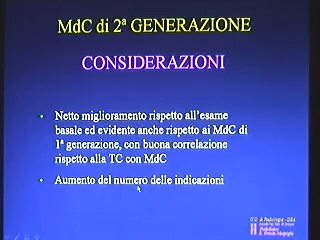 MdC di 2ª GENERAZIONE
CONSIDERAZIONI
• Netto miglioramento rispetto all'esame
basale ed evidente anche rispetto ai MdC di
1ª generazione, con buona correlazione
rispetto alla TC con MdC
• Aumento del numero delle indicazioni